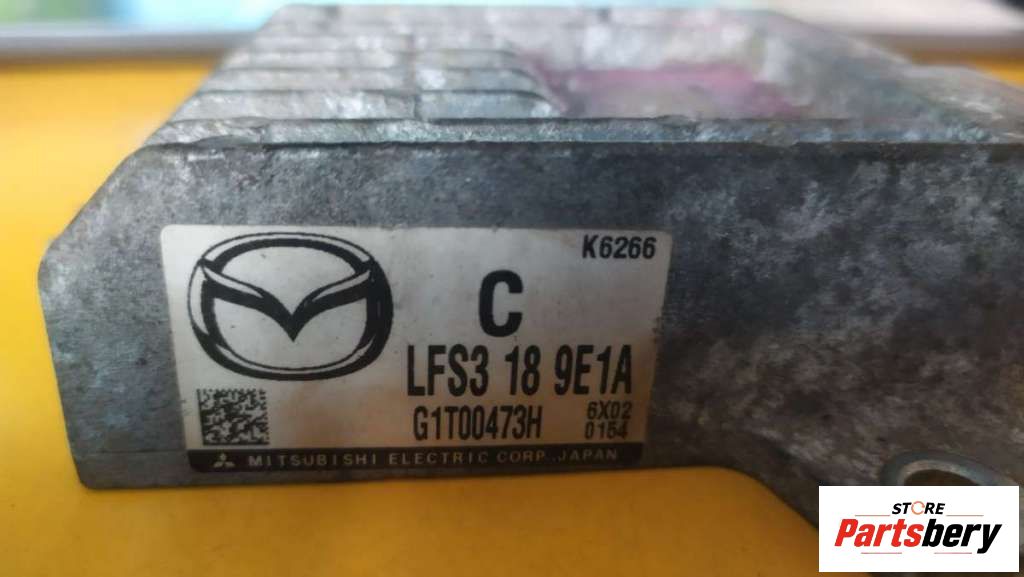 K6266
C
LFS3 18 9E1A
G1T00473H
6X02
0154
MITSUBISHI ELECTRIC CORP., JAPAN
STORE
Partsbery